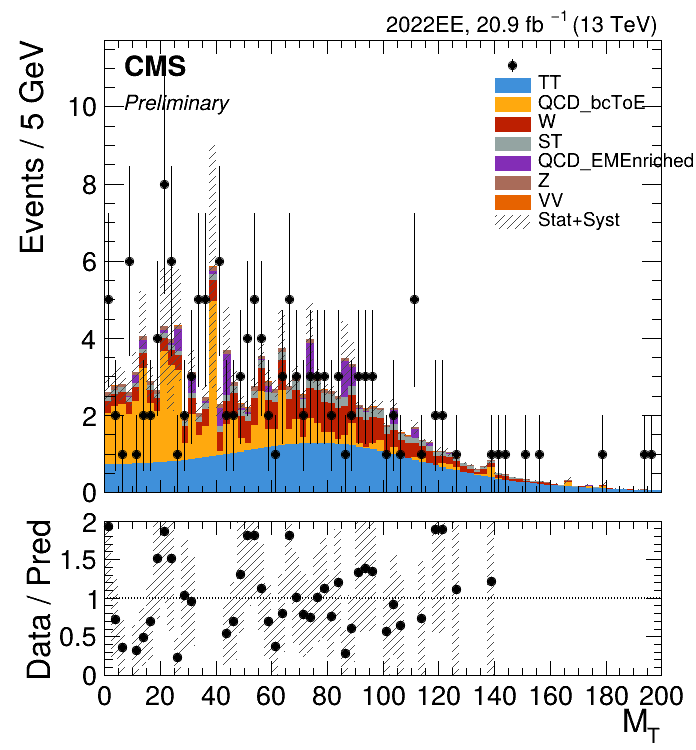 2022EE, 20.9 fb⁻¹ (13 TeV)
Events / 5 GeV
CMS
Preliminary
TT
QCD_bcToE
W
ST
QCD_EMEnriched
Z
VV
Stat+Syst
10
8
6
4
2
0
Data / Pred
2
1.5
1
0.5
0
0 20 40 60 80 100 120 140 160 180 200
M_T